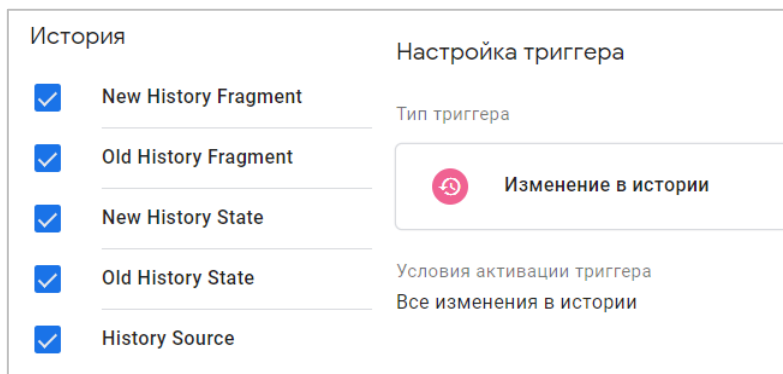 История
New History Fragment
Old History Fragment
New History State
Old History State
History Source
Настройка триггера
Тип триггера
Изменение в истории
Условия активации триггера
Все изменения в истории